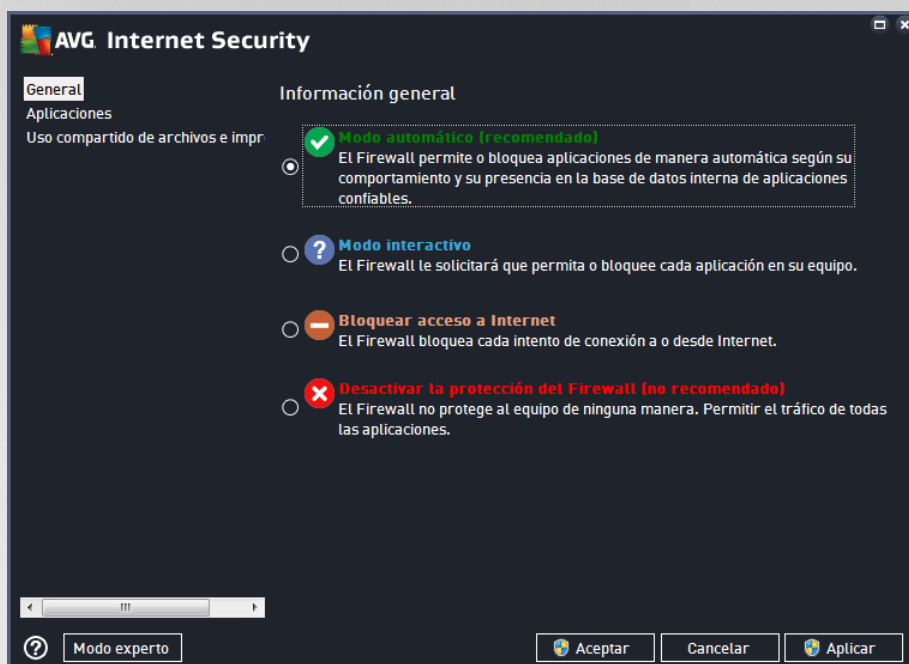 AVG. Internet Security
General
Aplicaciones
Uso compartido de archivos e impr
Información general
Modo automático (recomendado)
El Firewall permite o bloquea aplicaciones de manera automática según su
comportamiento y su presencia en la base de datos interna de aplicaciones
confiables.
Modo interactivo
El Firewall le solicitará que permita o bloquee cada aplicación en su equipo.
Bloquear acceso a Internet
El Firewall bloquea cada intento de conexión a o desde Internet.
Desactivar la protección del Firewall (no recomendado)
El Firewall no protege al equipo de ninguna manera. Permitir el tráfico de todas
las aplicaciones.
Modo experto
Aceptar
Cancelar
Aplicar